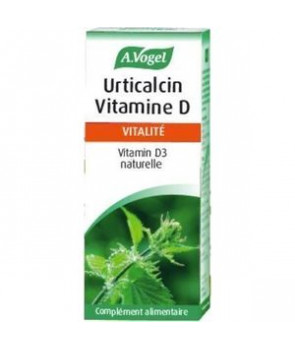 A.Vogel
Urticalcin
Vitamine D
VITALITÉ
Vitamin D3
naturelle
Complément alimentaire